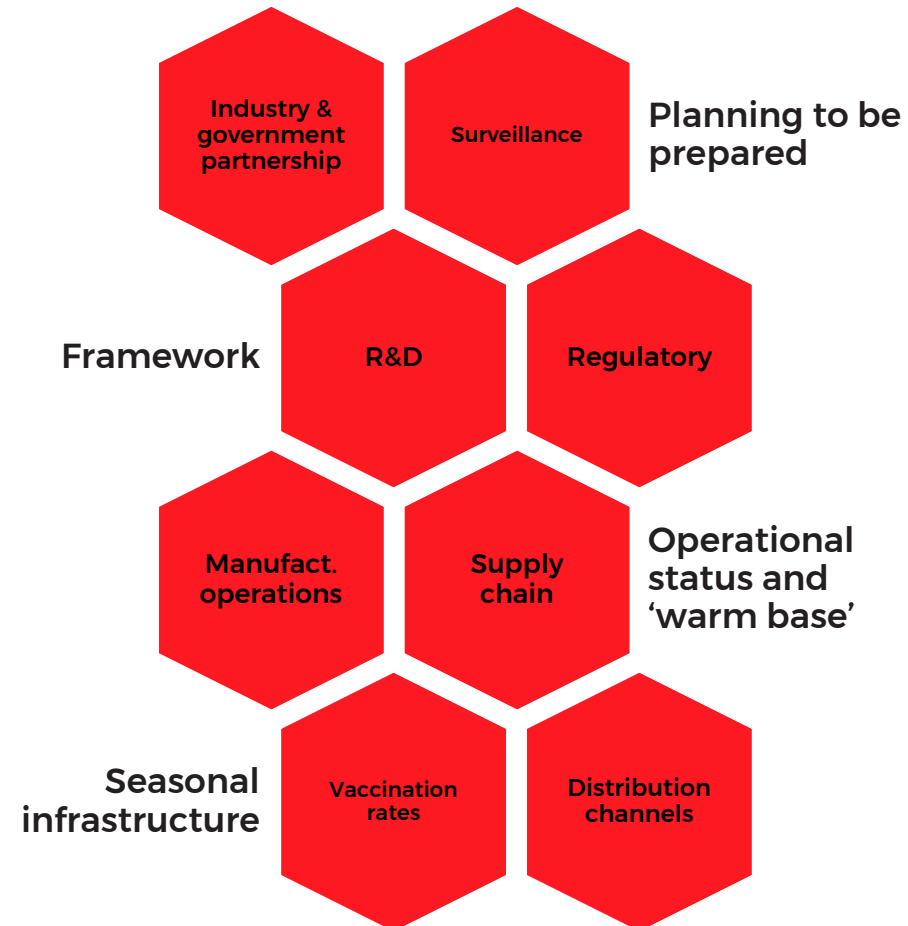 Industry &
government
partnership
Surveillance
Planning to be
prepared
Framework
R&D
Regulatory
Manufact.
operations
Supply
chain
Operational
status and
‘warm base’
Seasonal
infrastructure
Vaccination
rates
Distribution
channels